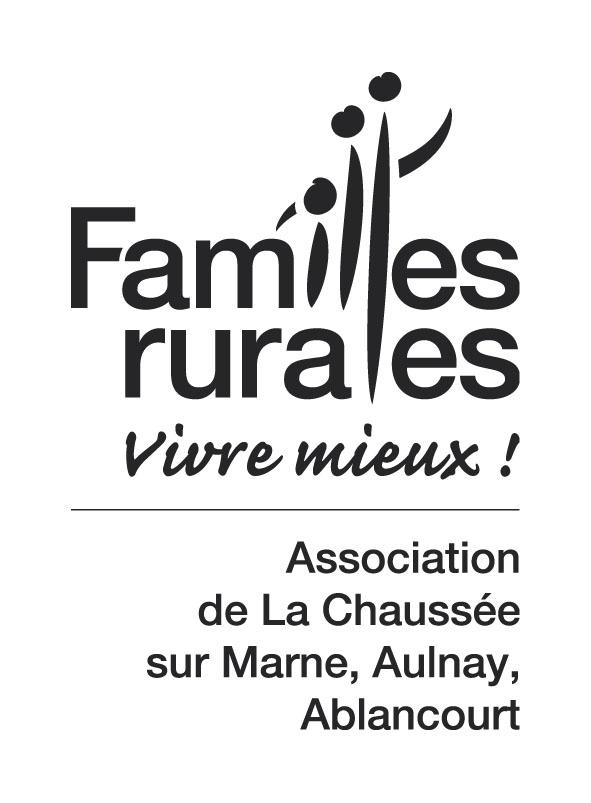 Familles
rurales
Vivre mieux !
Association
de La Chaussée
sur Marne, Aulnay,
Ablancourt